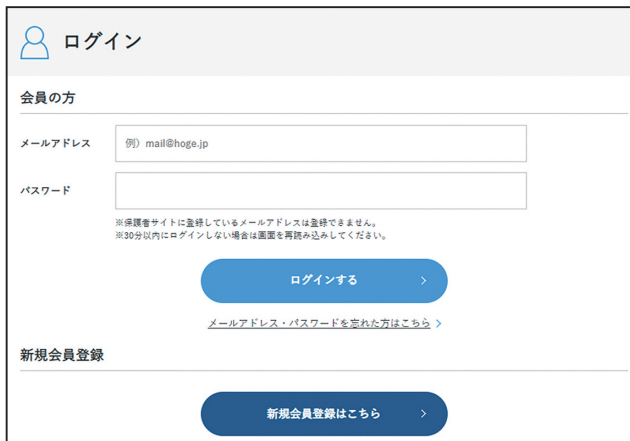 ログイン
会員の方
メールアドレス
例）mail@hoge.jp
パスワード
※保護者サイトに登録しているメールアドレスは登録できません。
※30分以内にログインしない場合は画面を再読み込みしてください。
ログインする
メールアドレス・パスワードを忘れた方はこちら
新規会員登録
新規会員登録はこちら